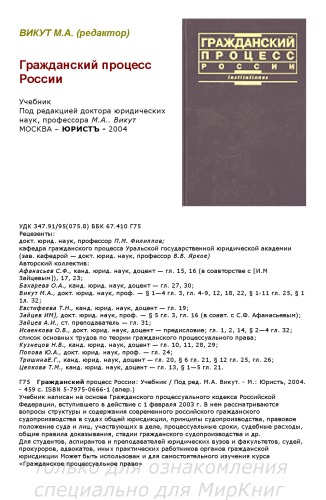 ВИКУТ М.А. (редактор)
ГРАЖДАНСКИЙ
ПРОЦЕСС
РОССИИ
institutiones
Гражданский процесс
России
Учебник
Под редакцией доктора юридических
наук, профессора М.А.. Викут
МОСКВА – ЮРИСТЪ - 2004
УДК 347.91/95(075.8) ББК 67.410 Г75
Рецезенты:
докт. юрид. наук, профессор П.М. Филиппов;
кафедра гражданского процесса Уральской государственной юридической академии
(зав. кафедрой — докт. юрид. наук, профессор В.В. Ярков)
Авторский коллектив:
Афанасьев С.Ф., канд. юрид. наук, доцент — гл. 15, 16 (в соавторстве с [И.М
Зайцевым]), 17, 23;
Бахарева О.А., канд. юрид. наук, доцент — гл. 27, 30;
Викут М.А., докт. юрид. наук, проф. — § 1—4 гл. 3, гл. 4-9, 12, 18, 22, § 1-11 гл. 25, § 1
гл. 32;
Евстифеева Т.Н., канд. юрид. наук, доцент — гл. 19;
Зайцев ИМ], докт. юрид. наук, проф. — § 5 гл. 3, гл. 16 (в соавт. с С.Ф. Афанасьевым);
Зайцев А.И., ст. преподаватель — гл. 31;
Исаенкова О.В., докт. юрид. наук, доцент — предисловие; гл. 1, 2, 14, § 2—4 гл. 32;
список основных трудов по теории гражданского процессуального права;
Кузнецов Н.В., канд. юрид. наук, доцент — гл. 10, 11, 28, 29;
Попова Ю.А., докт. юрид. наук, проф. — гл. 24;
ТришинаЕ.Г., канд. юрид. наук, доцент — гл. 20, § 6 гл. 21, § 12 гл. 25, гл. 26;
Цепкова Т.М., канд. юрид. наук, доцент — гл. 13, § 1—5 гл. 21.
Г75 Гражданский процесс России: Учебник / Под ред. М.А. Викут. - М.: Юристъ, 2004.
- 459 с. ISBN 5-7975-0666-1 (впер.)
Учебник написан на основе Гражданского процессуального кодекса Российской
Федерации, вступившего в действие с 1 февраля 2003 г. В нем рассматриваются
вопросы структуры и содержания современного российского гражданского
судопроизводства в судах общей юрисдикции, принципы судопроизводства, правовое
положение суда и лиц, участвующих в деле, процессуальные сроки, судебные расходы,
общие правила доказывания, стадии гражданского судопроизводства и др.
Для студентов, аспирантов и преподавателей юридических вузов и факультетов, судей,
прокуроров, адвокатов, иных практических работников органов гражданской
юрисдикции Может быть использован и для самостоятельного изучения курса
«Гражданское процессуальное право»
только для ознакомления
специально для МирКниг